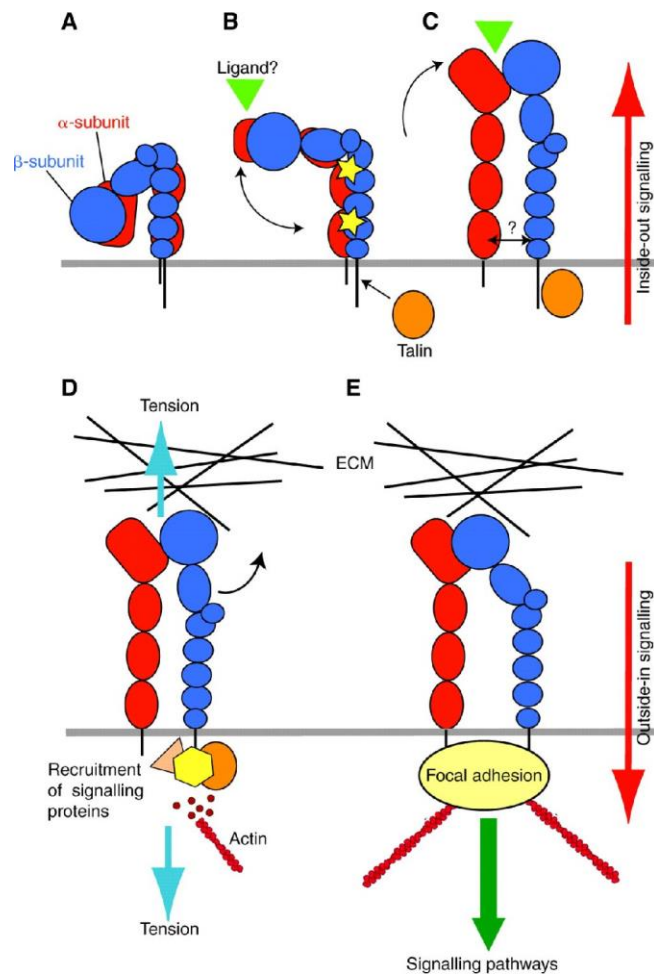 A
B
C
Ligand?
α-subunit
β-subunit
?
Talin
Inside-out signalling
D
E
Tension
ECM
Recruitment
of signalling
proteins
Actin
Tension
Focal adhesion
Outside-in signalling
Signalling pathways